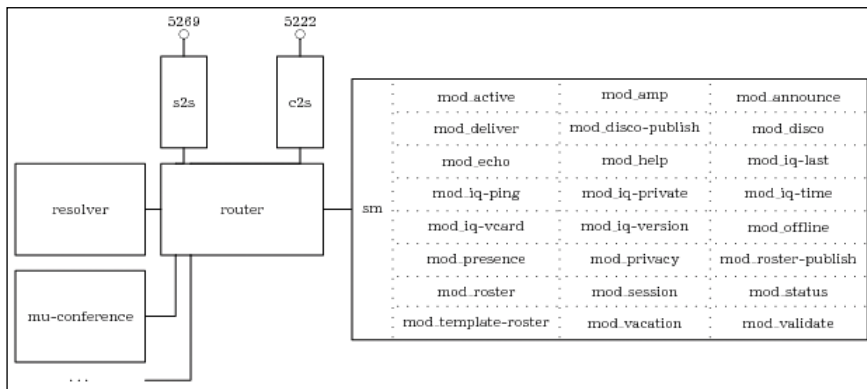 5269 5222
s2s c2s
mod_active mod_amp mod_announce
mod_deliver mod_disco-publish mod_disco
mod_echo mod_help mod_iq-last
resolver router sm mod_iq-ping mod_iq-private mod_iq-time
mod_iq-vcard mod_iq-version mod_offline
mod_presence mod_privacy mod_roster-publish
mu-conference mod_roster mod_session mod_status
mod_template-roster mod_vacation mod_validate
...